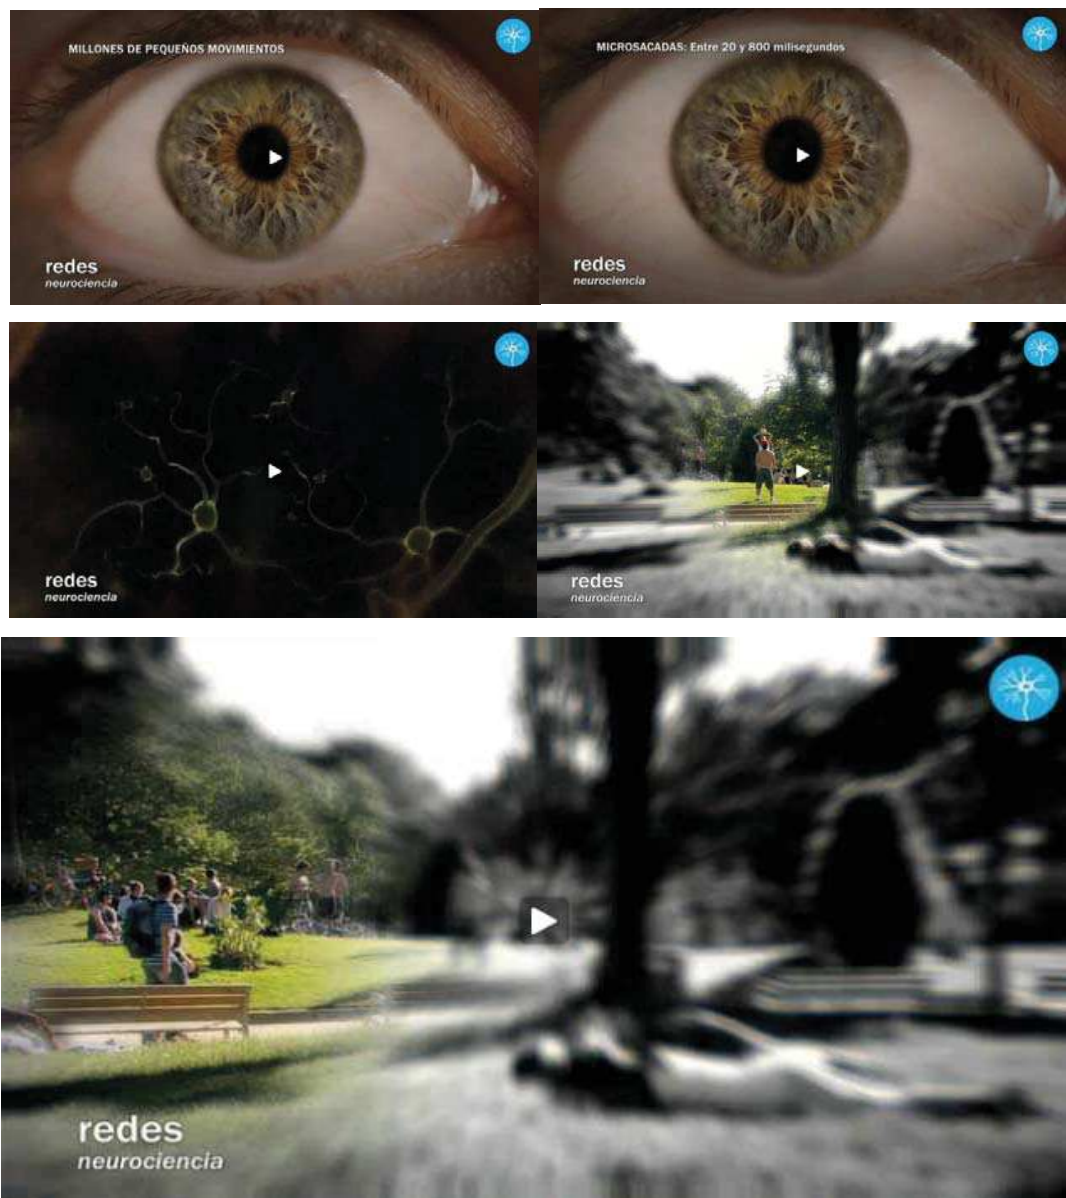 MILLONES DE PEQUEÑOS MOVIMIENTOS
redes
neurociencia
MICROSACADAS: Entre 20 y 800 milisegundos
redes
neurociencia
redes
neurociencia
redes
neurociencia
redes
neurociencia